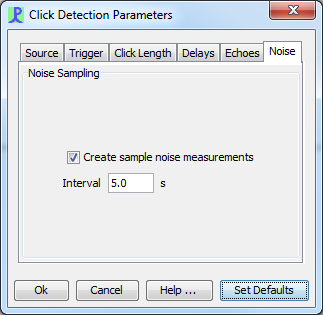 Click Detection Parameters
Source Trigger Click Length Delays Echoes Noise
Noise Sampling
Create sample noise measurements
Interval 5.0 s
Ok Cancel Help ... Set Defaults